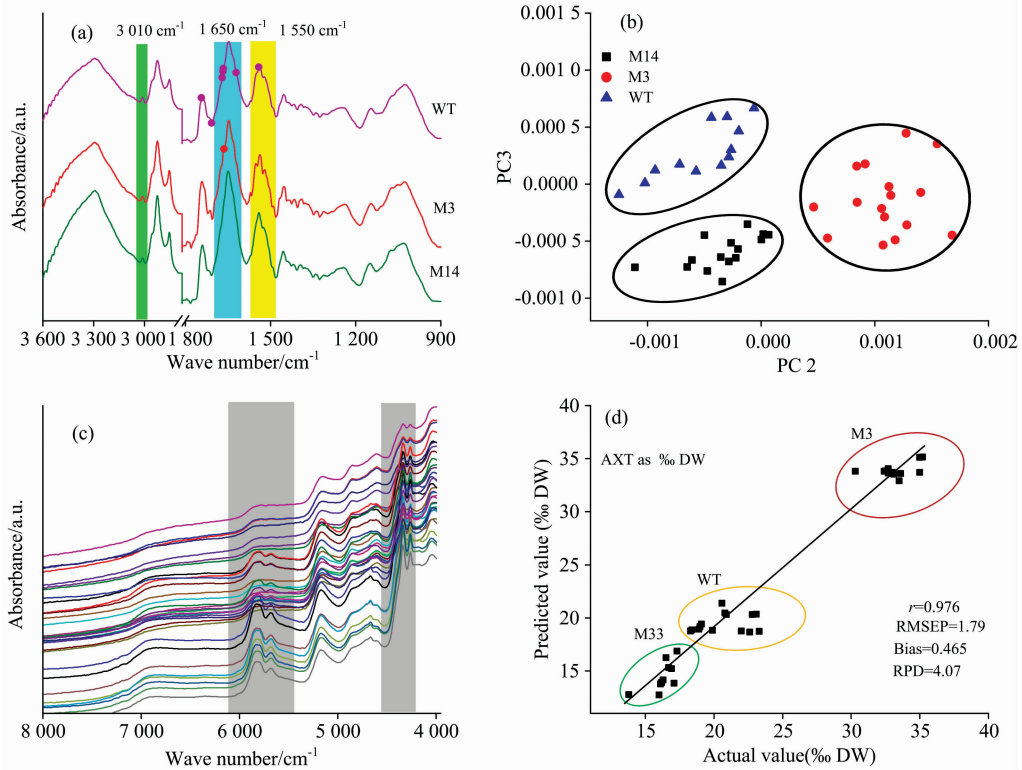 (a)
3 010 cm⁻¹
1 650 cm⁻¹
1 550 cm⁻¹
WT
M3
M14
Absorbance/a.u.
3 600
3 300
3 000
1 800
1 500
1 200
900
Wave number/cm⁻¹
(b)
M14
M3
WT
0.001 5
0.001 0
0.000 5
0.000 0
-0.000 5
-0.001 0
PC3
-0.001
0.000
0.001
0.002
PC 2
(c)
Absorbance/a.u.
8 000
7 000
6 000
5 000
4 000
Wave number/cm⁻¹
(d)
AXT as ‰ DW
M3
WT
M33
r=0.976
RMSEP=1.79
Bias=0.465
RPD=4.07
40
35
30
25
20
15
Predicted value (‰ DW)
15
20
25
30
35
40
Actual value(‰ DW)